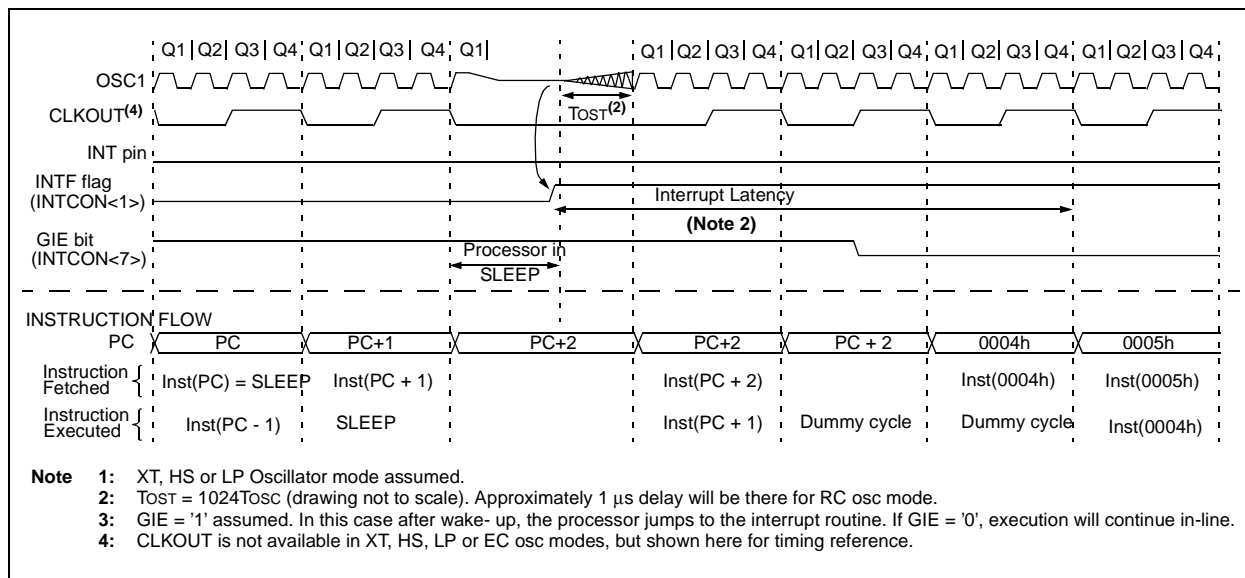 Q1 Q2 Q3 Q4 Q1 Q2 Q3 Q4 Q1 Q1 Q2 Q3 Q4 Q1 Q2 Q3 Q4 Q1 Q2 Q3 Q4 Q1 Q2 Q3 Q4
OSC1
TOST(2)
CLKOUT(4)
INT pin
INTF flag
(INTCON<1>)
Interrupt Latency
(Note 2)
GIE bit
(INTCON<7>)
Processor in
SLEEP
INSTRUCTION FLOW
PC PC PC+1 PC+2 PC+2 PC + 2 0004h 0005h
Instruction
Fetched
Inst(PC) = SLEEP Inst(PC + 1) Inst(PC + 2) Inst(0004h) Inst(0005h)
Instruction
Executed
Inst(PC - 1) SLEEP Inst(PC + 1) Dummy cycle Dummy cycle Inst(0004h)
Note 1: XT, HS or LP Oscillator mode assumed.
2: TOST = 1024TOSC (drawing not to scale). Approximately 1 µs delay will be there for RC osc mode.
3: GIE = '1' assumed. In this case after wake- up, the processor jumps to the interrupt routine. If GIE = '0', execution will continue in-line.
4: CLKOUT is not available in XT, HS, LP or EC osc modes, but shown here for timing reference.